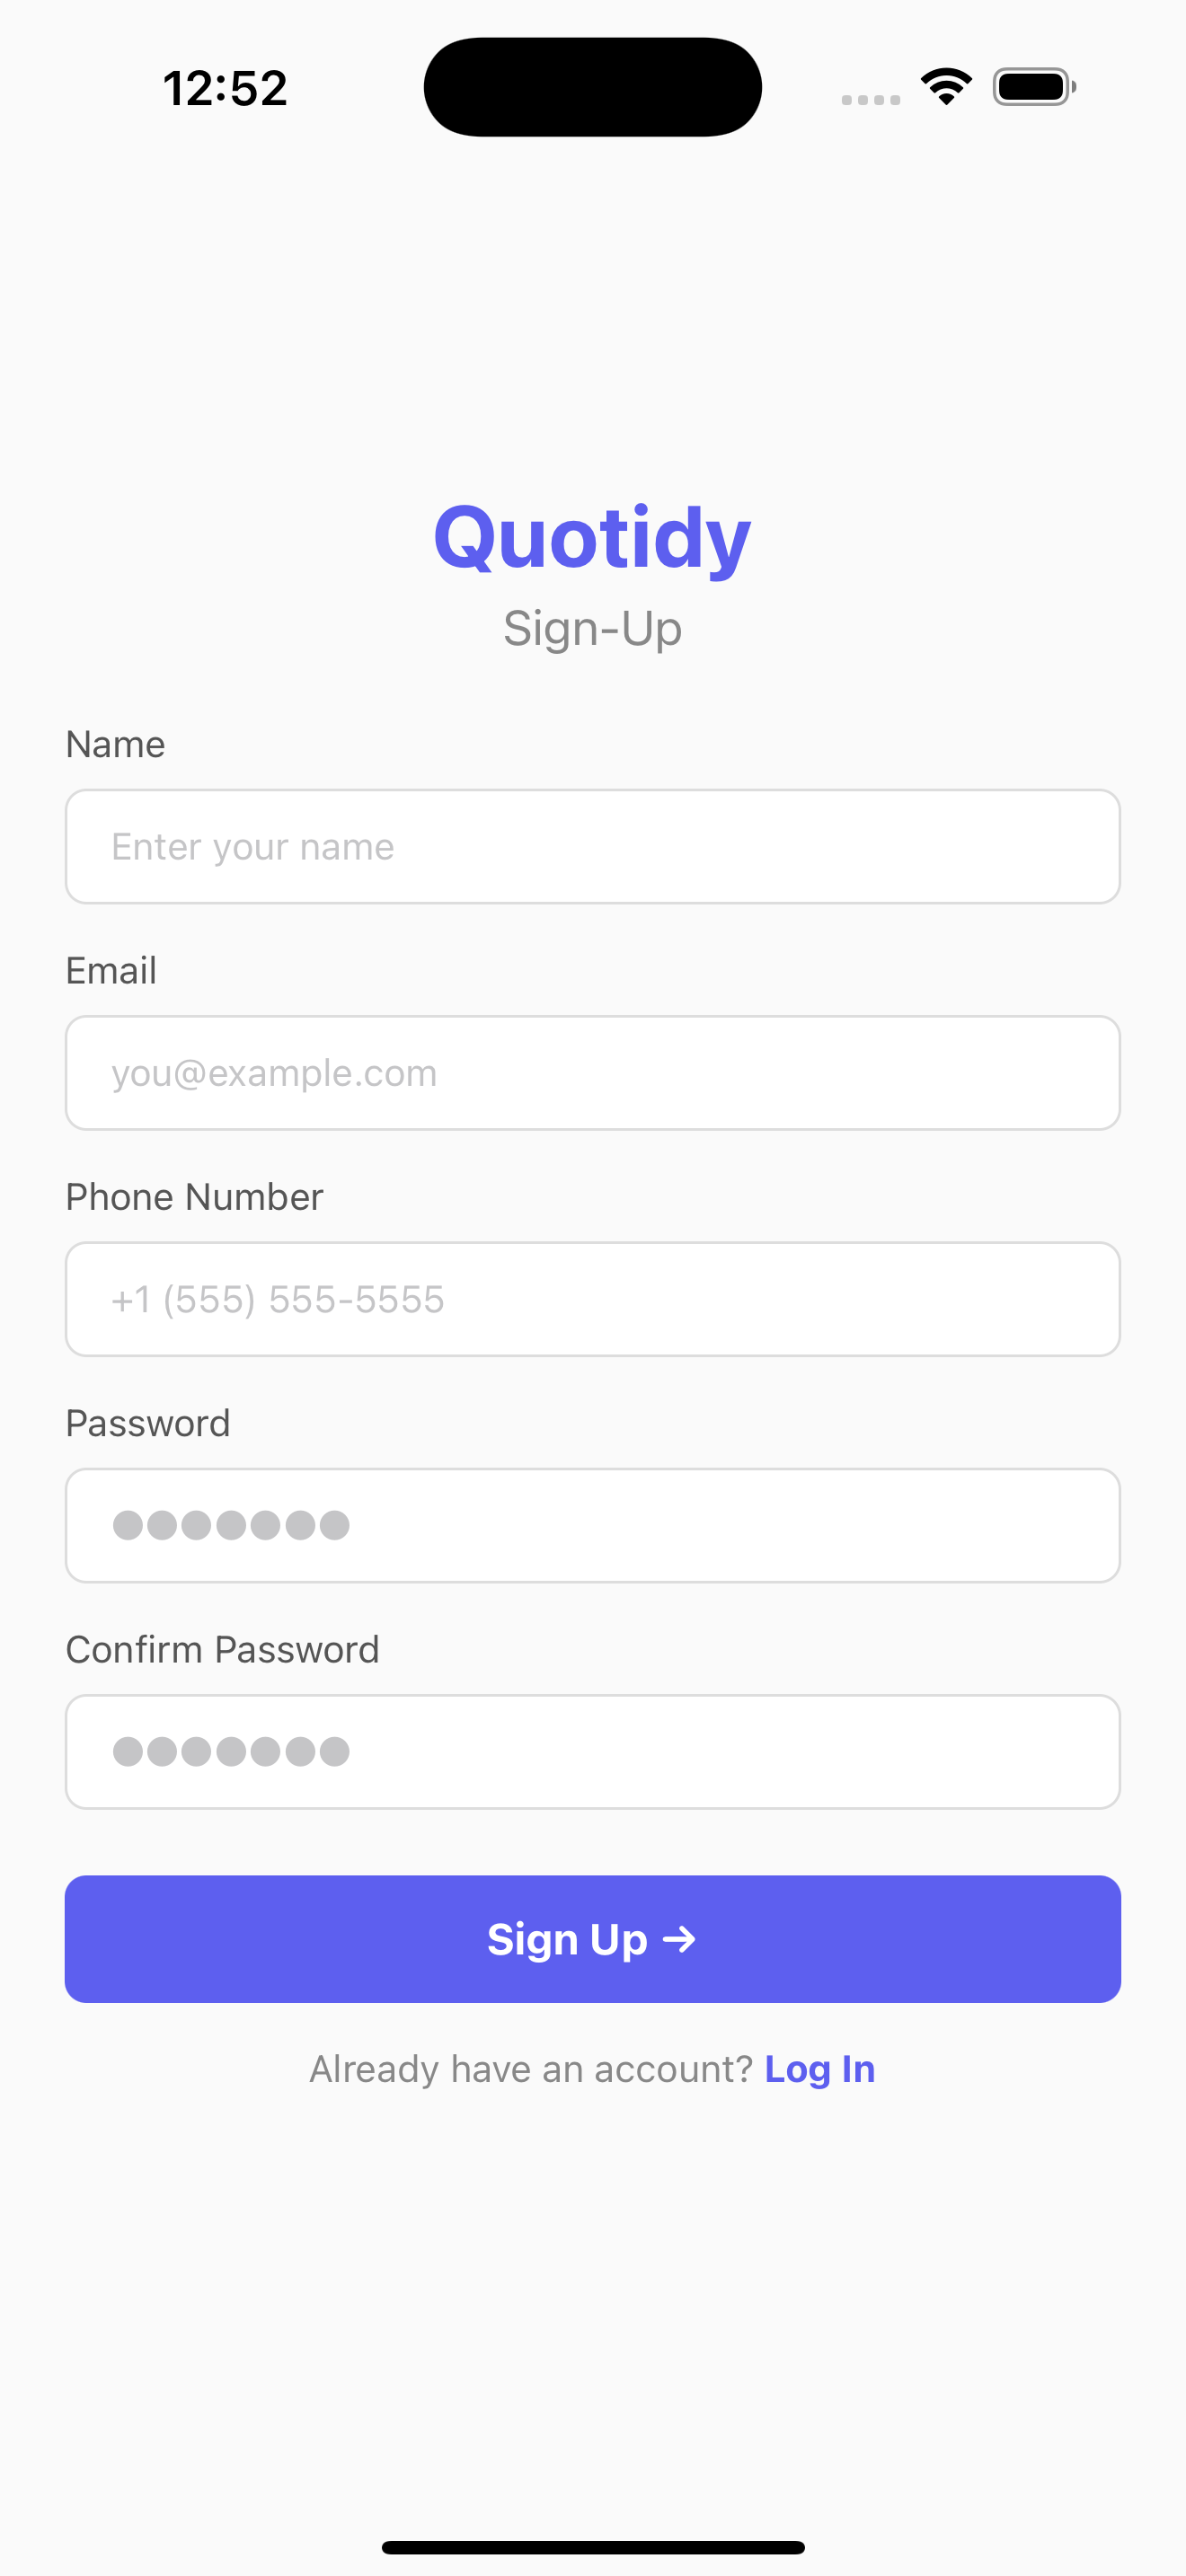 12:52
Quotidy
Sign-Up
Name
Enter your name
Email
you@example.com
Phone Number
+1 (555) 555-5555
Password
●●●●●●●
Confirm Password
●●●●●●●
Sign Up →
Already have an account? Log In